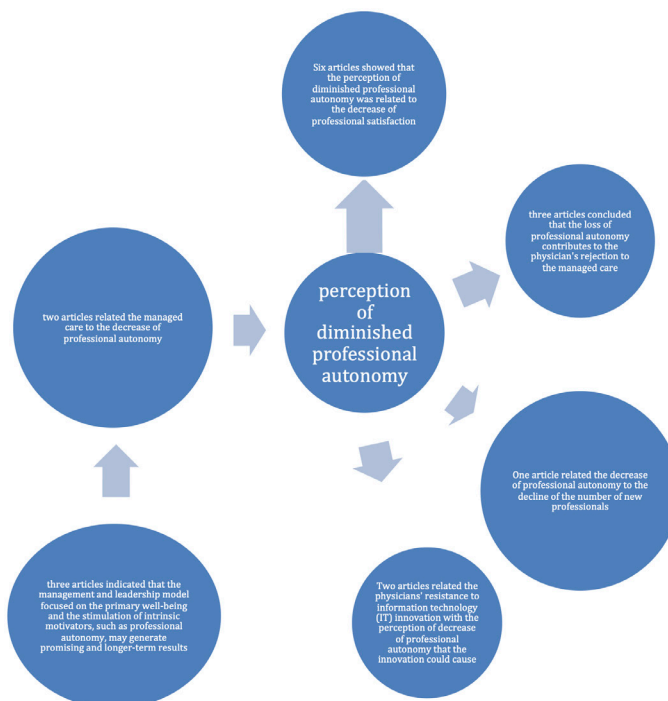 Six articles showed that
the perception of
diminished professional
autonomy was related to
the decrease of
professional satisfaction
three articles concluded
that the loss of
professional autonomy
contributes to the
physician's rejection to
the managed care
two articles related the managed
care to the decrease of
professional autonomy
perception
of
diminished
professional
autonomy
One article related the decrease
of professional autonomy to the
decline of the number of new
professionals
three articles indicated that the
management and leadership model
focused on the primary well-being
and the stimulation of intrinsic
motivators, such as professional
autonomy, may generate
promising and longer-term results
Two articles related the
physicians' resistance to
information technology
(IT) innovation with the
perception of decrease of
professional autonomy that
the innovation could
cause